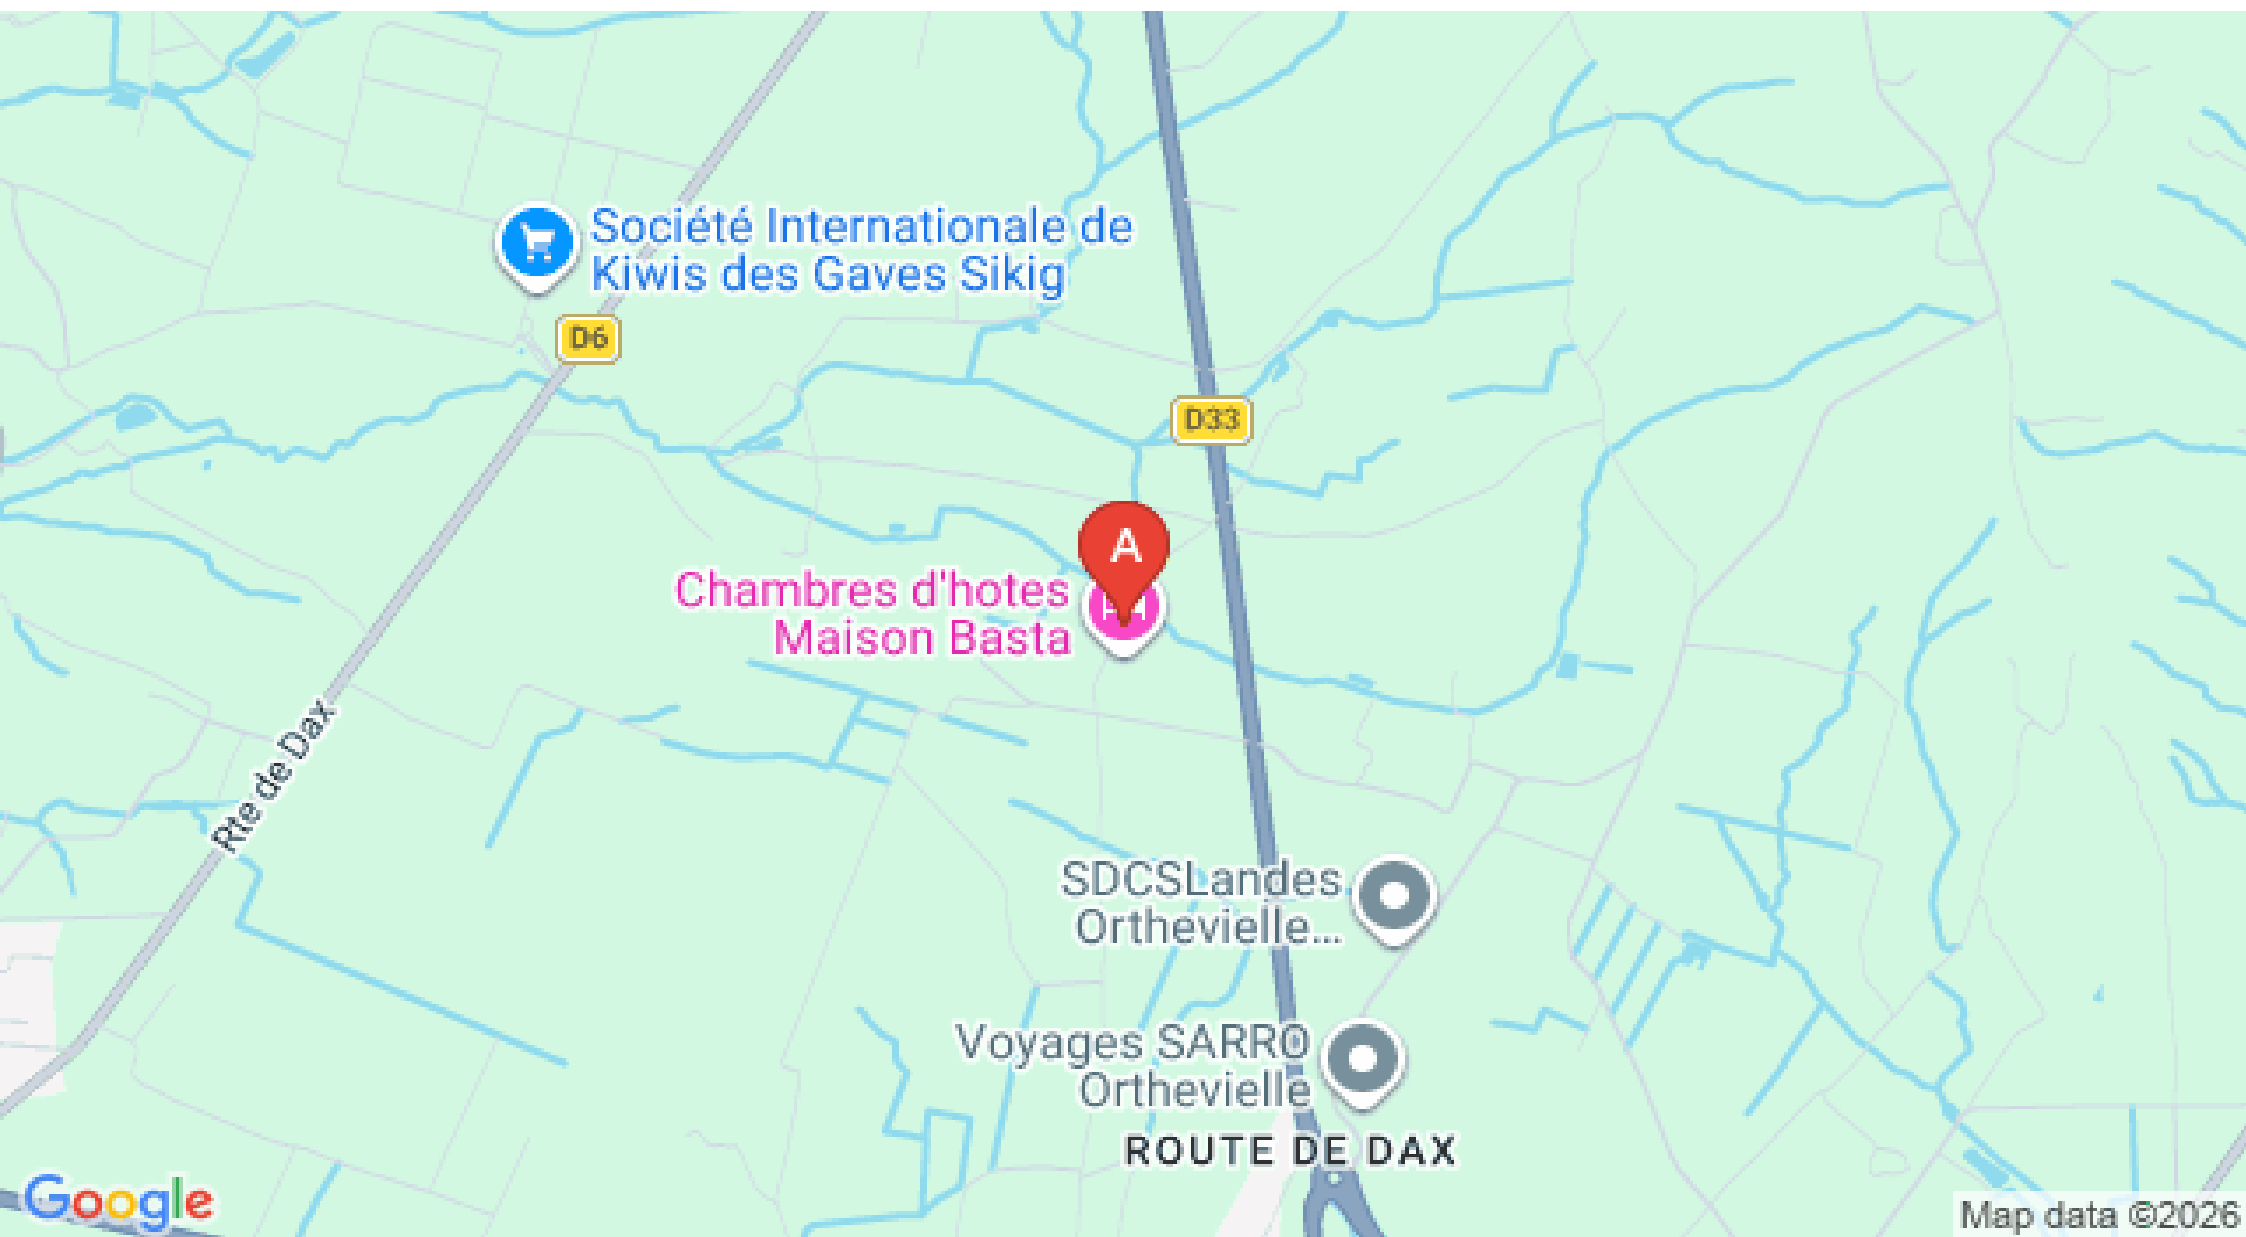 Société Internationale de
Kiwis des Gaves Sikig
D6
D33
A
Chambres d'hotes
Maison Basta
Rte de Dax
SDCSLandes
Orthevielle...
Voyages SARRO
Orthevielle
ROUTE DE DAX
Google
Map data ©2026